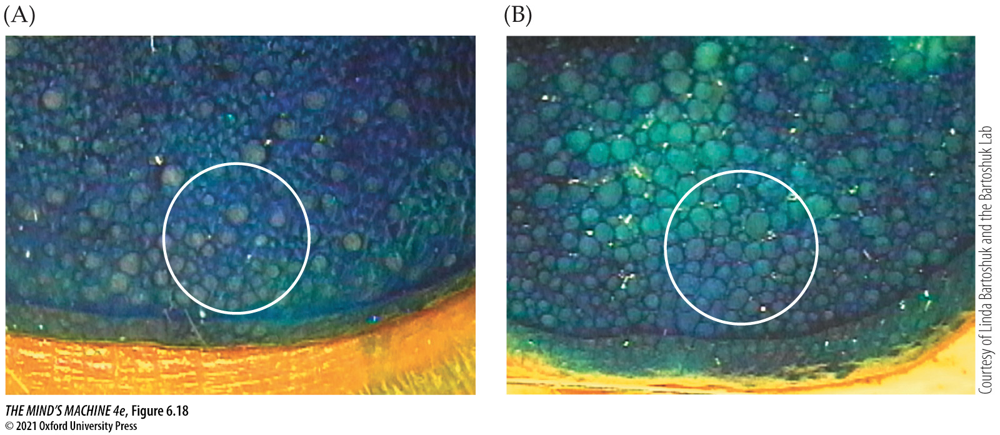 (A)
(B)
Courtesy of Linda Bartoshuk and the Bartoshuk Lab
THE MIND'S MACHINE 4e, Figure 6.18
© 2021 Oxford University Press